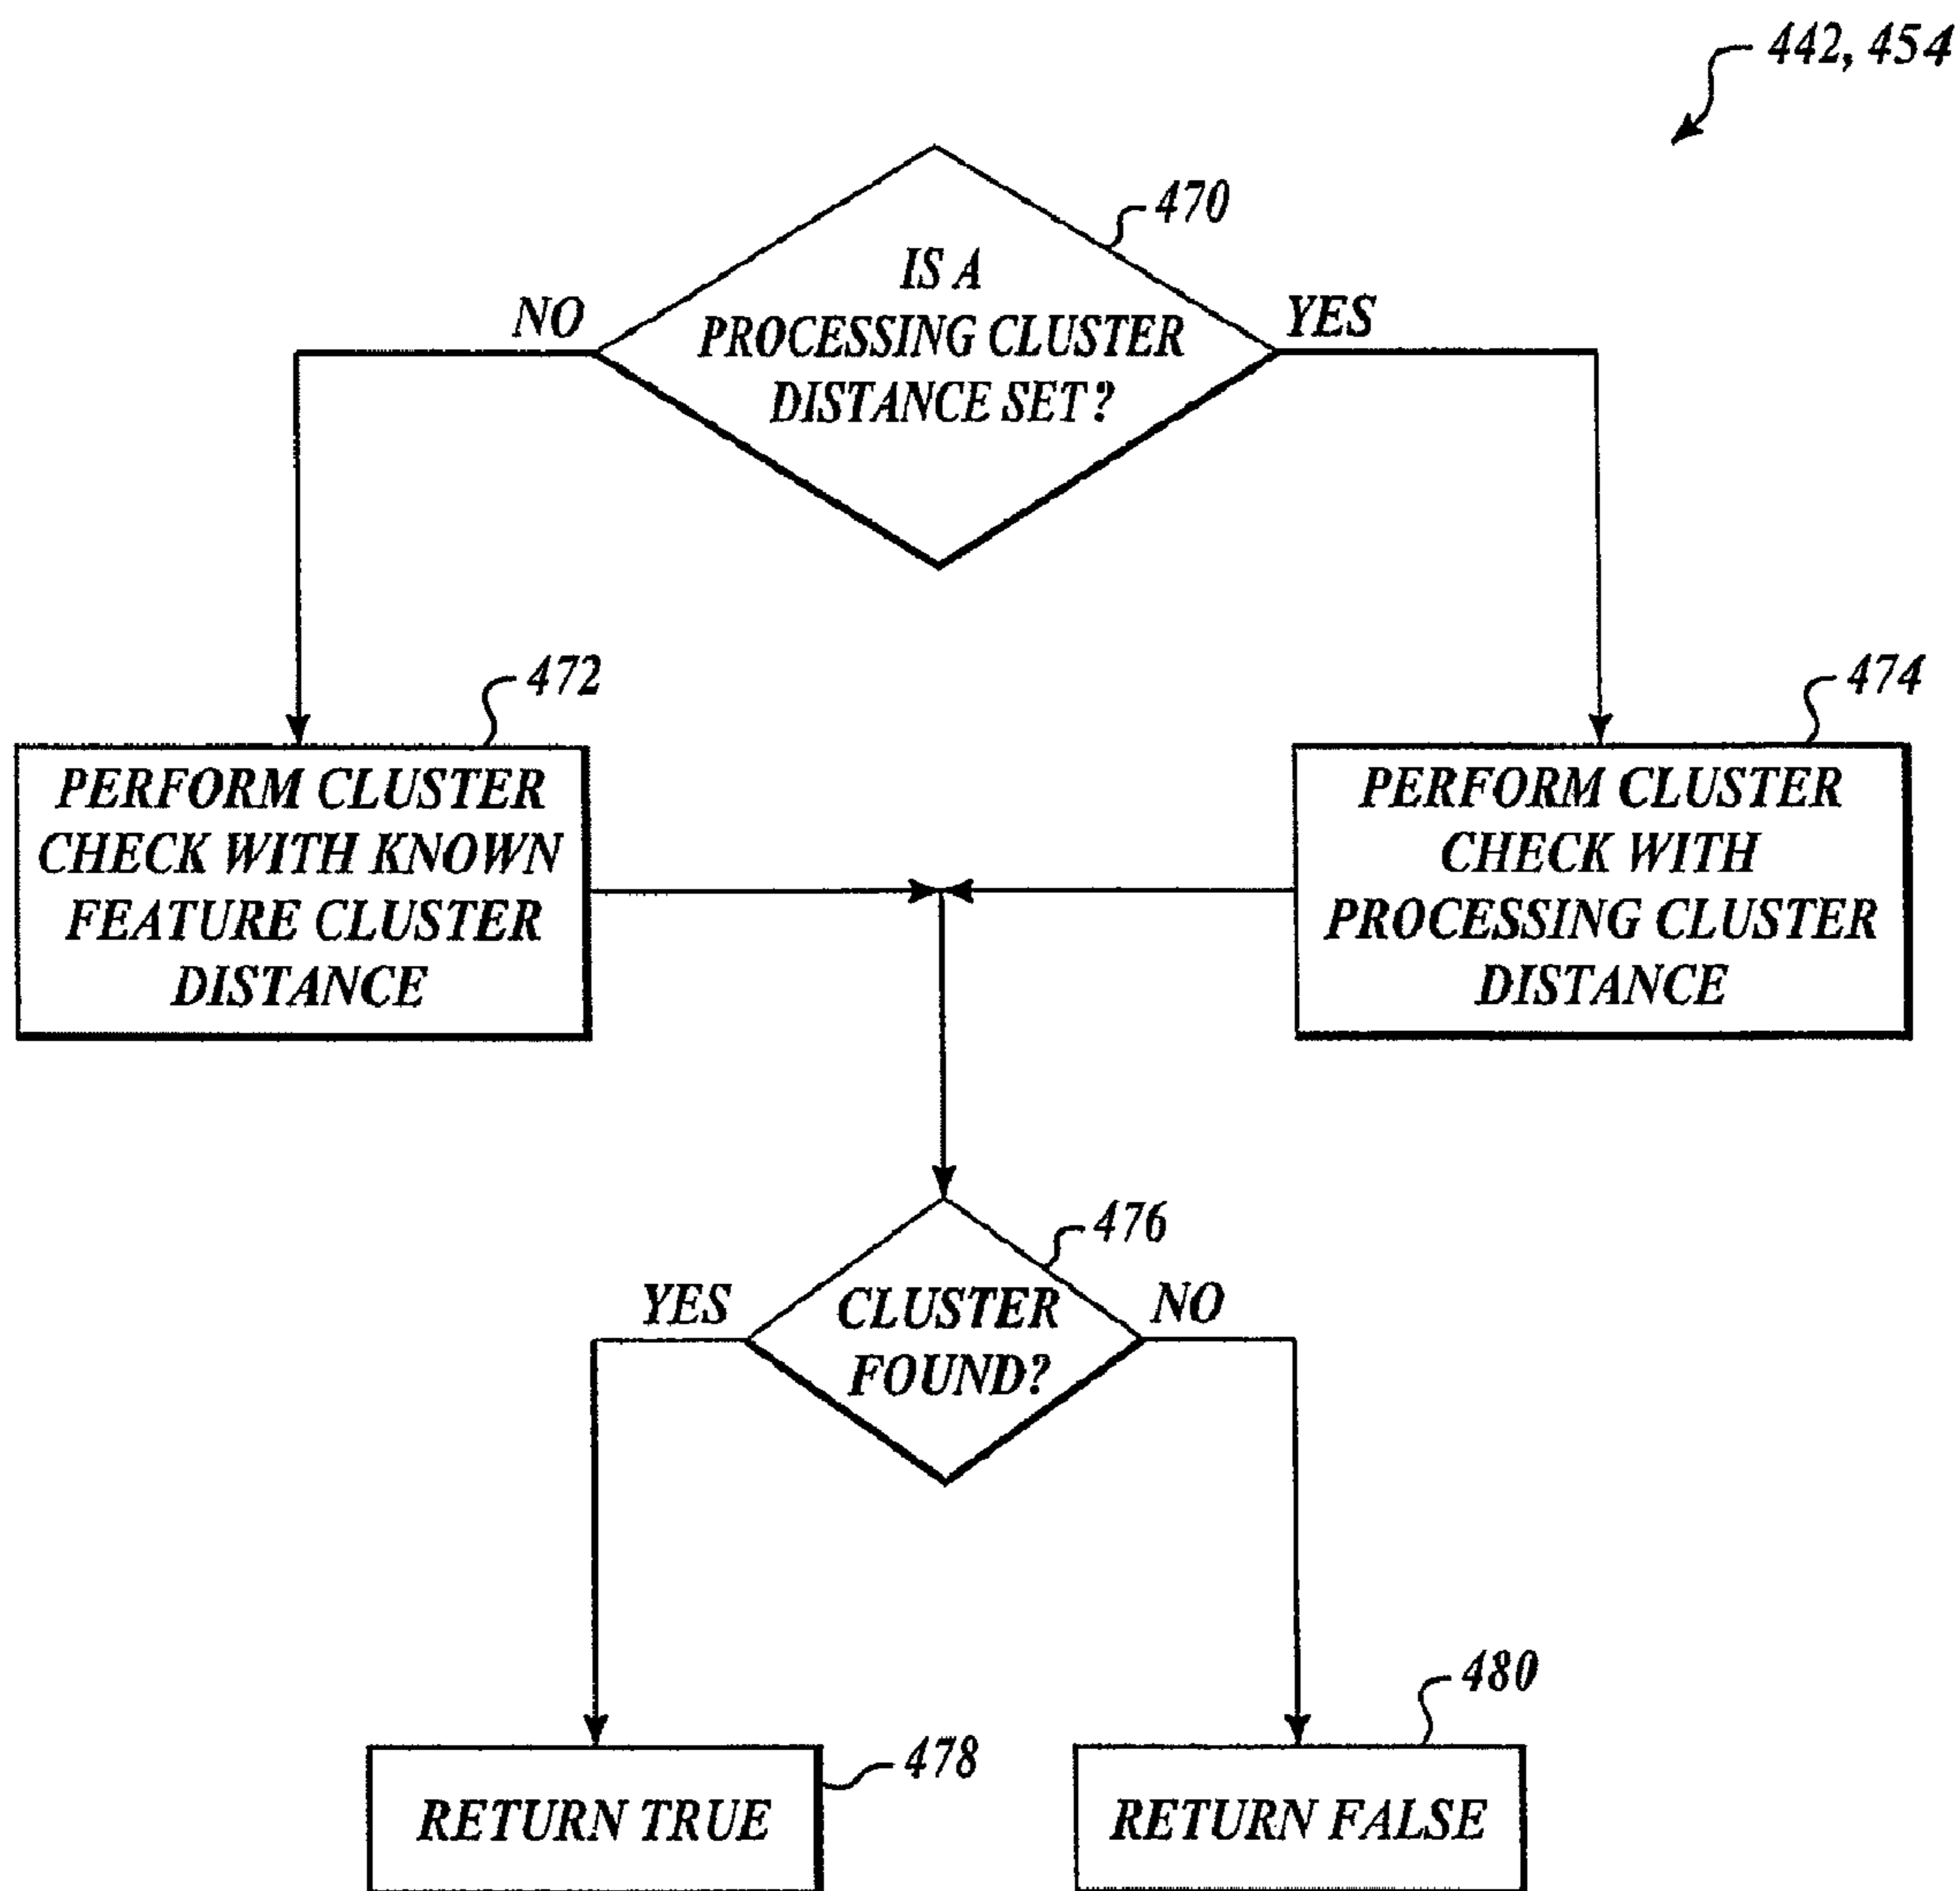 442, 454
470
IS A
PROCESSING CLUSTER
DISTANCE SET?
NO
YES
472
PERFORM CLUSTER
CHECK WITH KNOWN
FEATURE CLUSTER
DISTANCE
474
PERFORM CLUSTER
CHECK WITH
PROCESSING CLUSTER
DISTANCE
476
CLUSTER
FOUND?
YES
NO
478
RETURN TRUE
480
RETURN FALSE